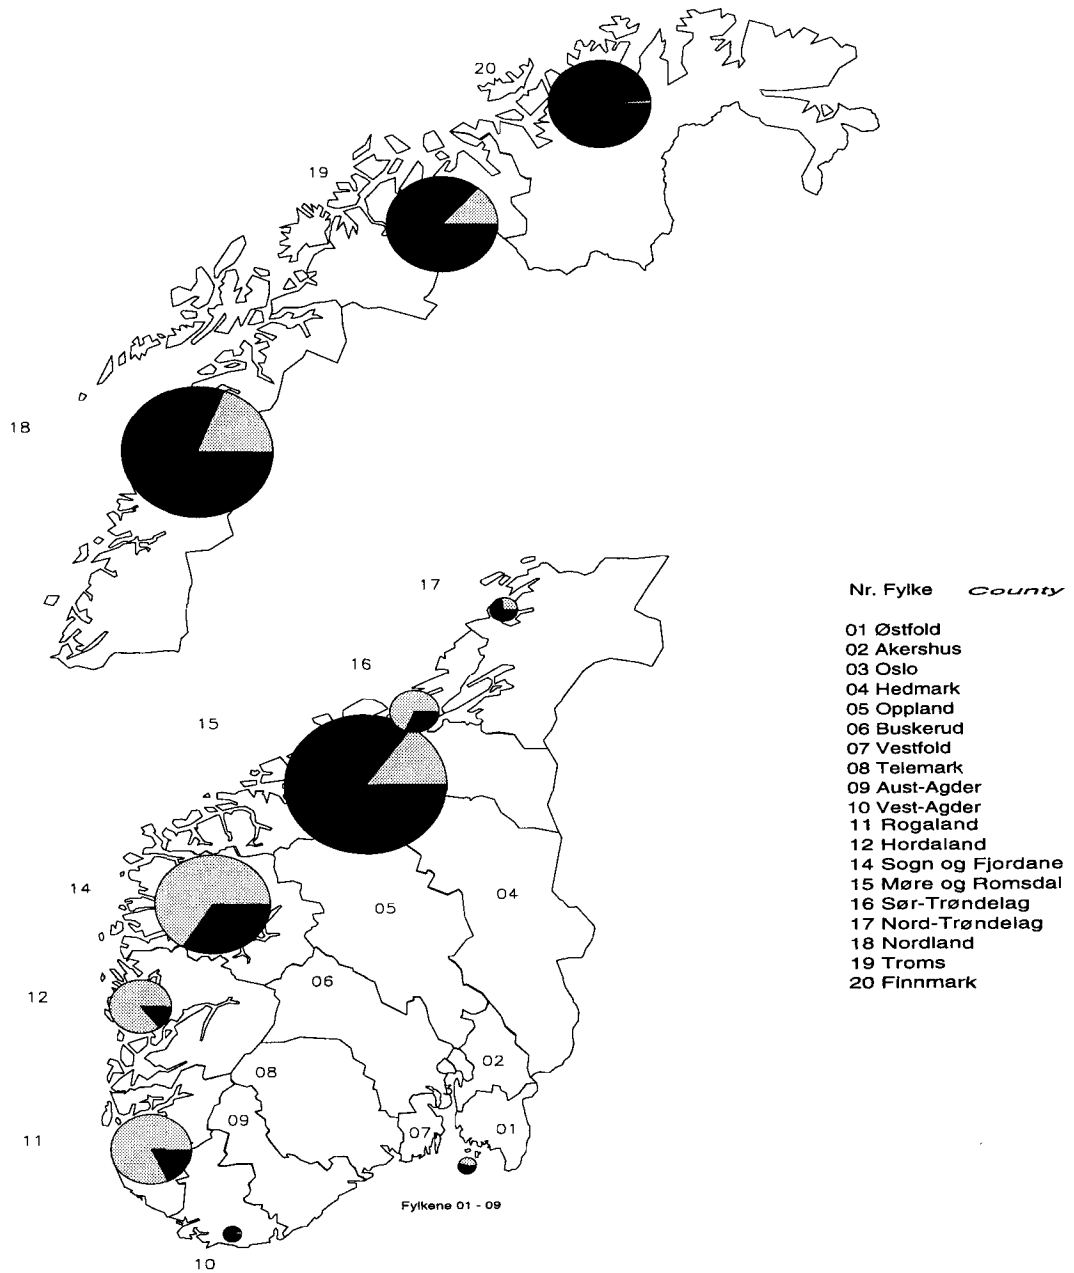 20
19
18
17
16
15
14
12
11
10
05
04
06
02
08
09
07
01
Fylkene 01 - 09
Nr. Fylke County
01 Østfold
02 Akershus
03 Oslo
04 Hedmark
05 Oppland
06 Buskerud
07 Vestfold
08 Telemark
09 Aust-Agder
10 Vest-Agder
11 Rogaland
12 Hordaland
14 Sogn og Fjordane
15 Møre og Romsdal
16 Sør-Trøndelag
17 Nord-Trøndelag
18 Nordland
19 Troms
20 Finnmark